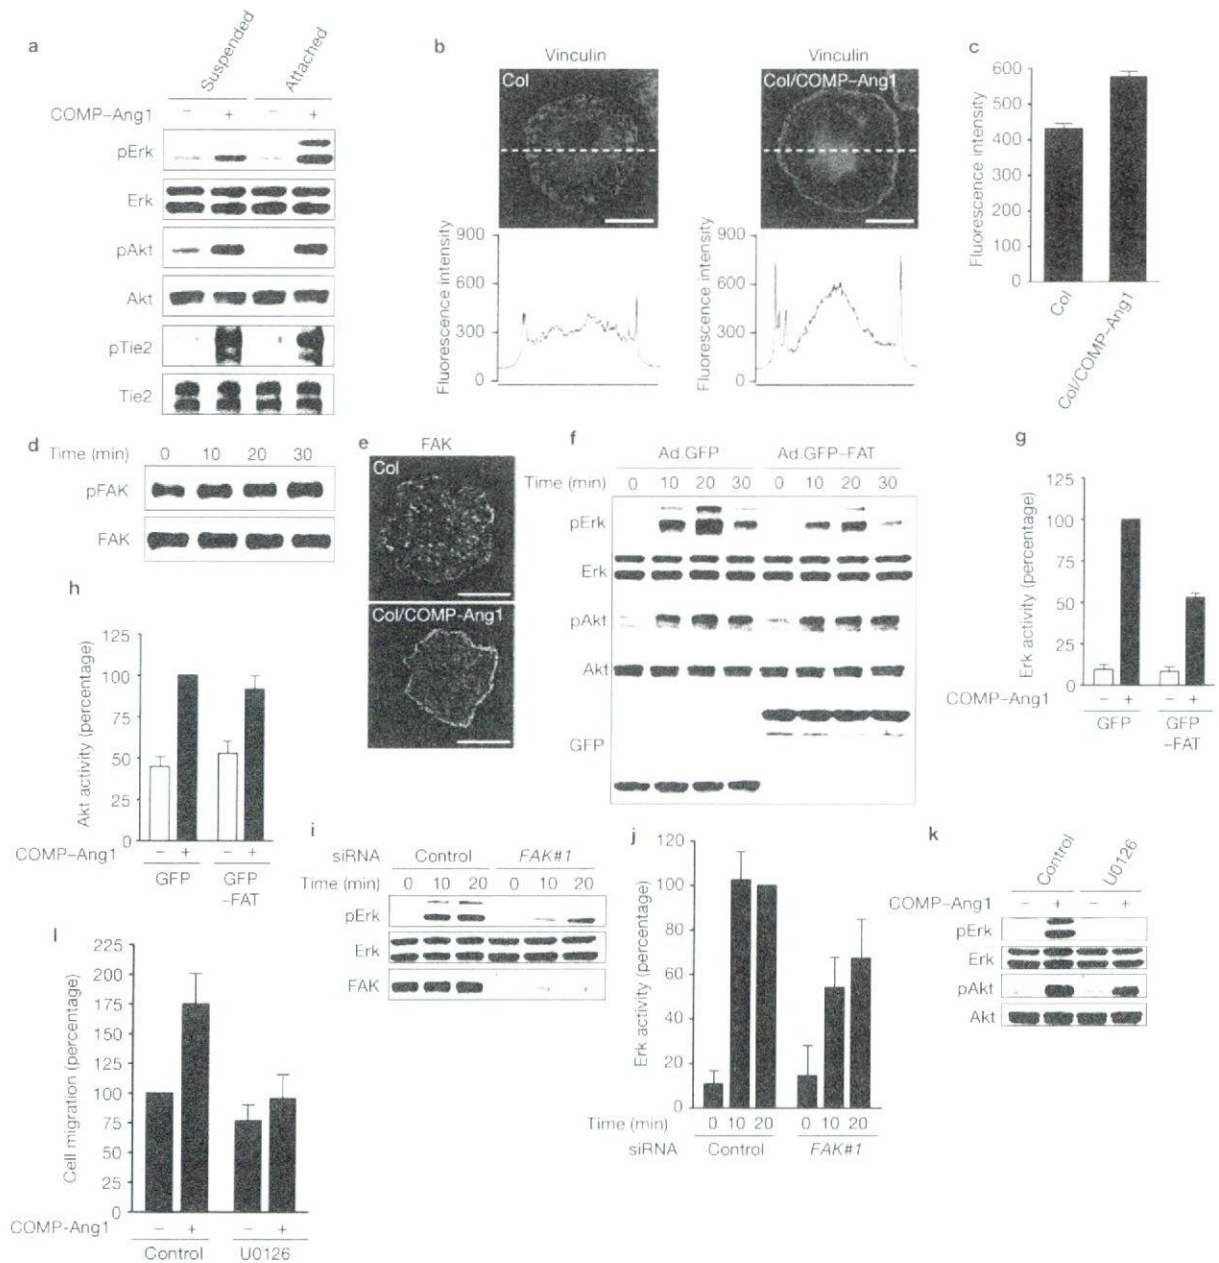 a
Suspended
Attached
COMP–Ang1 – + – +
pErk
Erk
pAkt
Akt
pTie2
Tie2
b
Vinculin
Col
Fluorescence intensity
900
600
300
0
Vinculin
Col/COMP–Ang1
Fluorescence intensity
900
600
300
0
c
Fluorescence intensity
600
500
400
300
200
100
0
Col
Col/COMP–Ang1
d
Time (min) 0 10 20 30
pFAK
FAK
e
FAK
Col
Col/COMP-Ang1
f
Ad.GFP Ad.GFP–FAT
Time (min) 0 10 20 30 0 10 20 30
pErk
Erk
pAkt
Akt
GFP
g
Erk activity (percentage)
125
100
75
50
25
0
COMP–Ang1 – + – +
GFP GFP
–FAT
h
Akt activity (percentage)
125
100
75
50
25
0
COMP–Ang1 – + – +
GFP GFP
–FAT
i
siRNA Control FAK#1
Time (min) 0 10 20 0 10 20
pErk
Erk
FAK
j
Erk activity (percentage)
120
100
80
60
40
20
0
Time (min) 0 10 20 0 10 20
siRNA Control FAK#1
k
Control
U0126
COMP–Ang1 – + – +
pErk
Erk
pAkt
Akt
l
Cell migration (percentage)
225
200
175
150
125
100
75
50
25
0
COMP-Ang1 – + – +
Control U0126